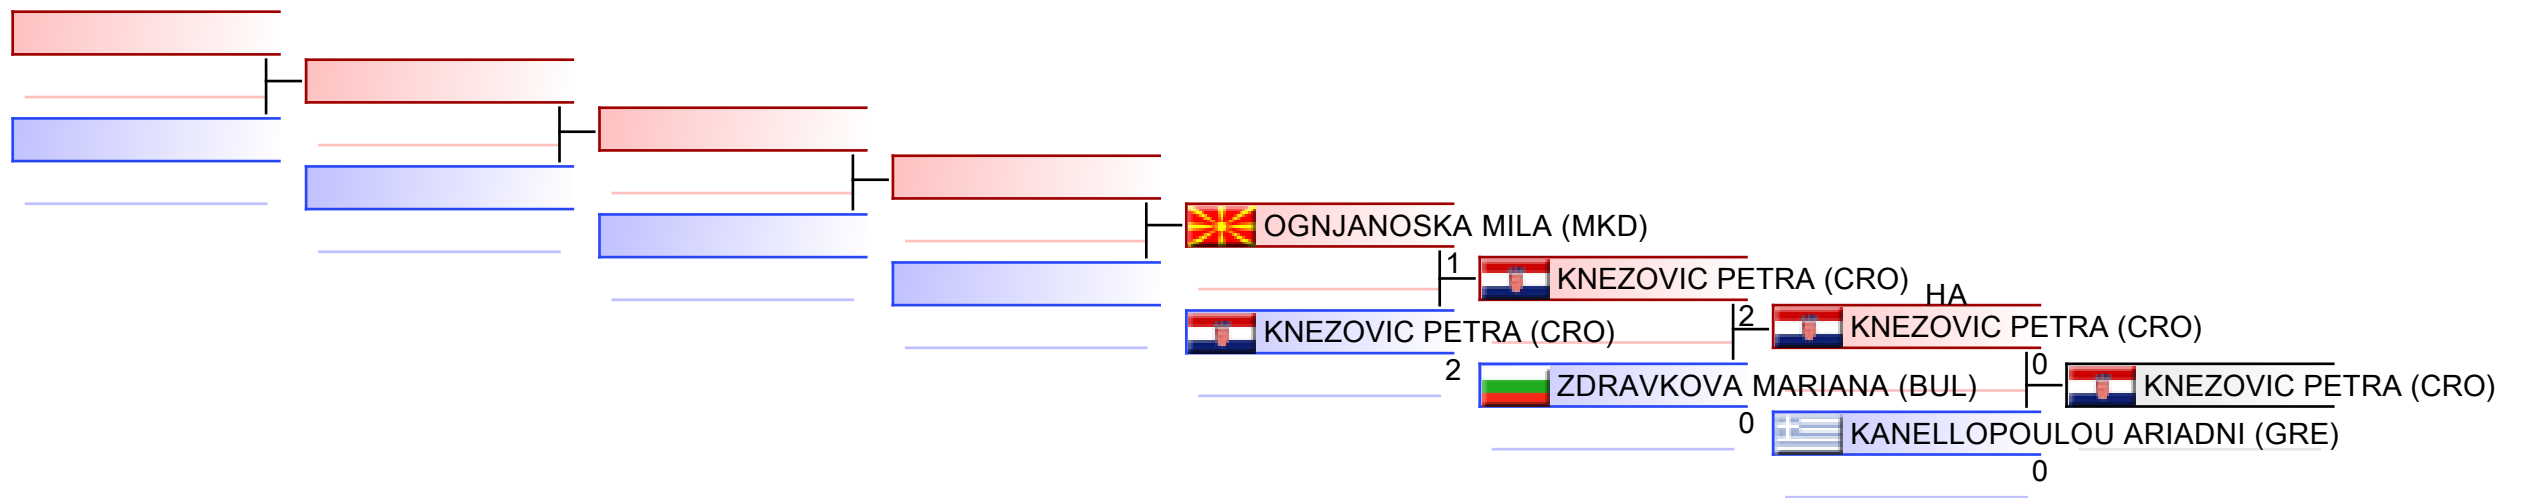 OGNJANOSKA MILA (MKD)
1
KNEZOVIC PETRA (CRO)
2
KNEZOVIC PETRA (CRO)
2
ZDRAVKOVA MARIANA (BUL)
0
HA
KNEZOVIC PETRA (CRO)
0
KANELLOPOULOU ARIADNI (GRE)
0
KNEZOVIC PETRA (CRO)